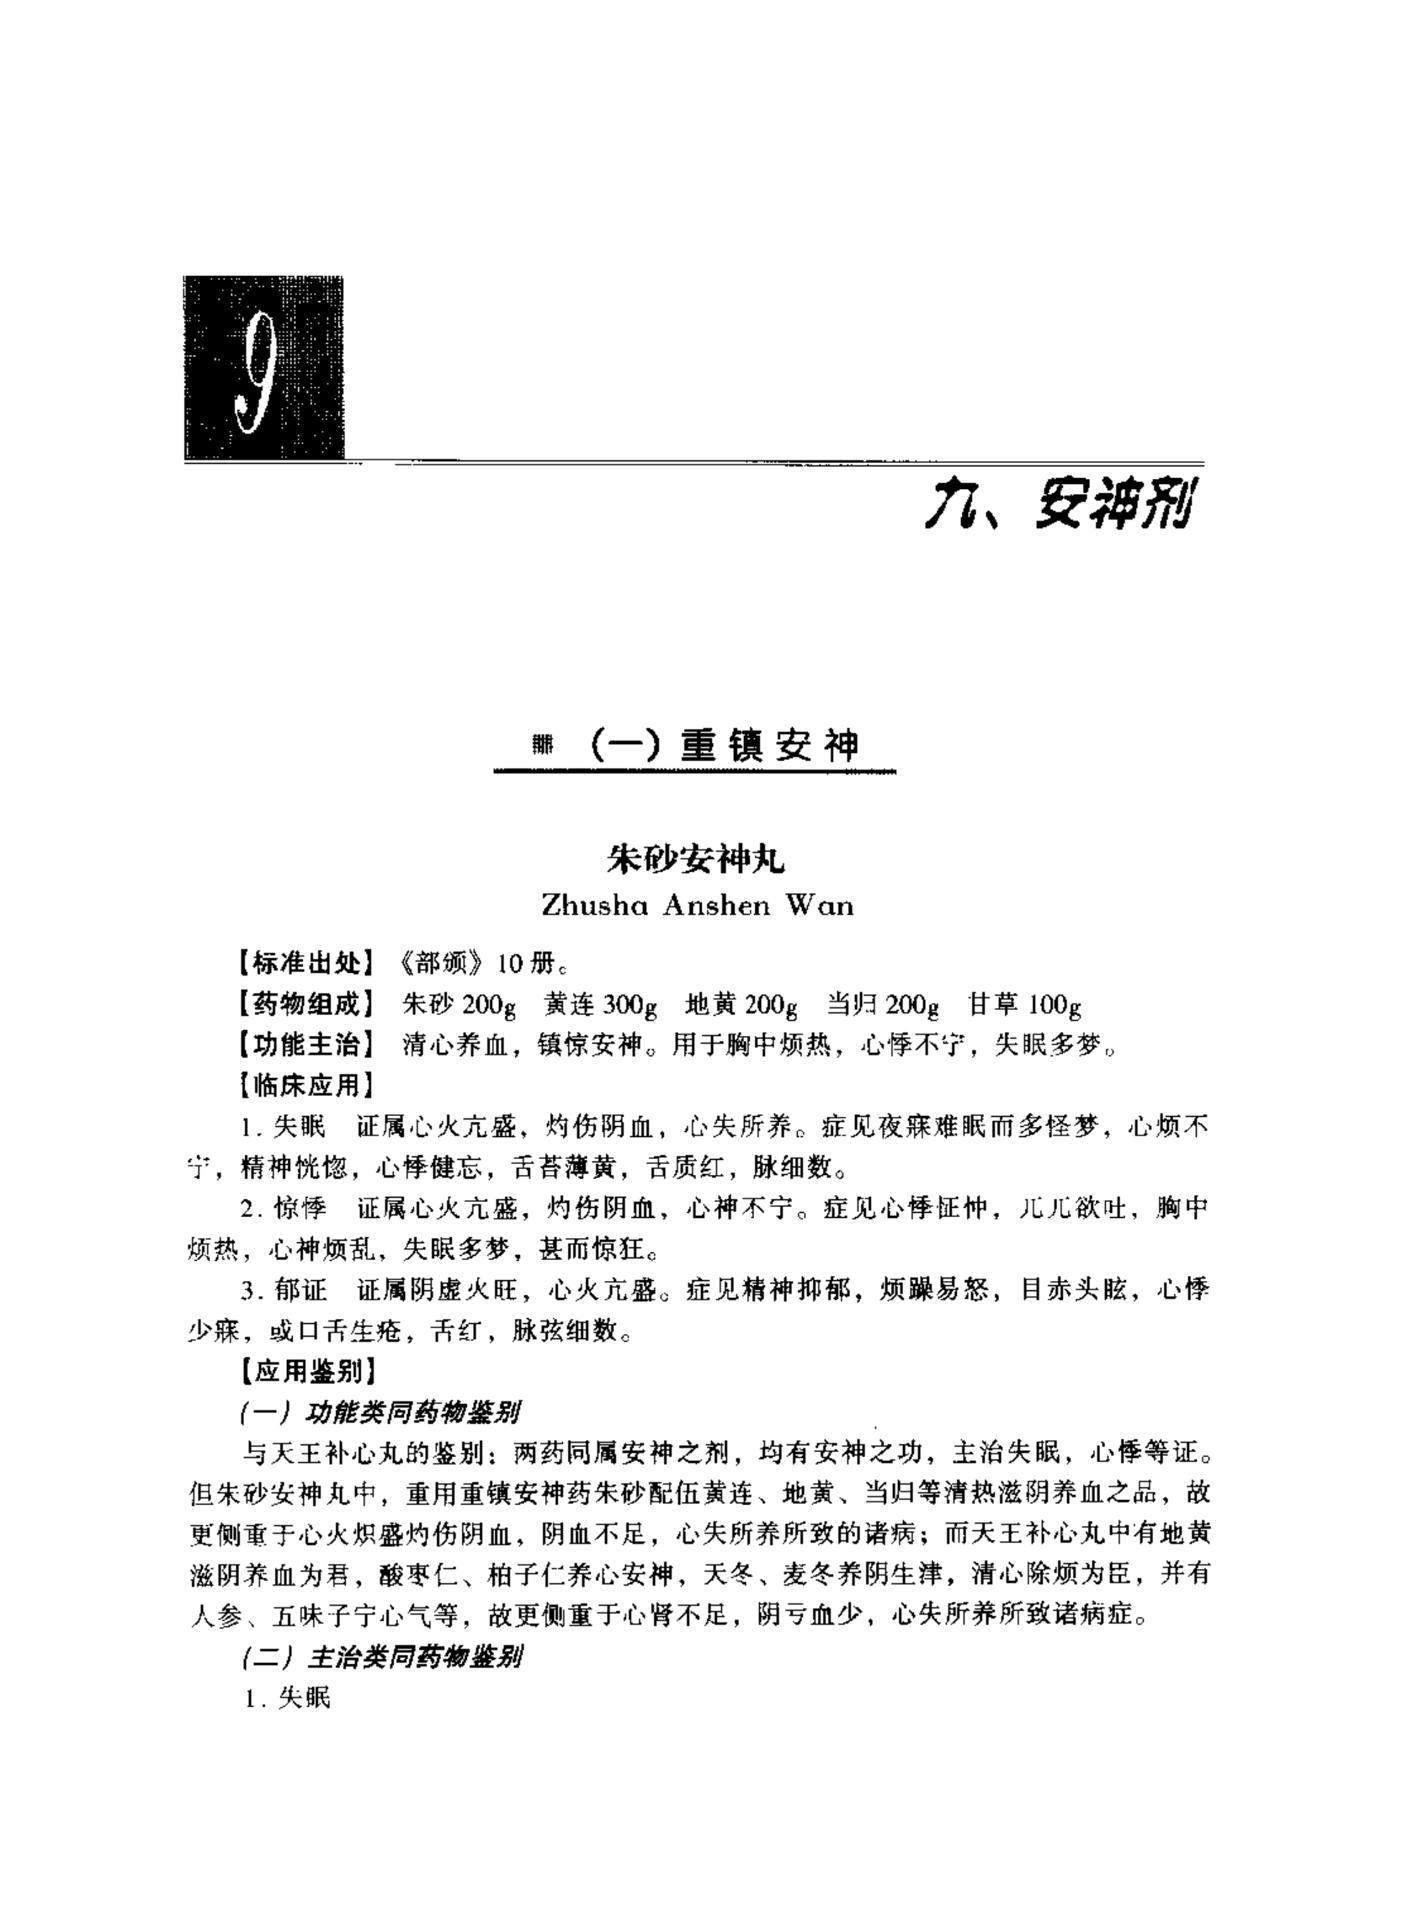 9
九、安神剂
(一)重镇安神
朱砂安神丸
Zhusha Anshen Wan
【标准出处】《部颁》10 册。
【药物组成】 朱砂 200g 黄连 300g 地黄 200g 当归 200g 甘草 100g
【功能主治】 清心养血，镇惊安神。用于胸中烦热，心悸不宁，失眠多梦。
【临床应用】
1. 失眠 证属心火亢盛，灼伤阴血，心失所养。症见夜寐难眠而多怪梦，心烦不
宁，精神恍惚，心悸健忘，舌苔薄黄，舌质红，脉细数。
2. 惊悸 证属心火亢盛，灼伤阴血，心神不宁。症见心悸怔忡，兀兀欲吐，胸中
烦热，心神烦乱，失眠多梦，甚而惊狂。
3. 郁证 证属阴虚火旺，心火亢盛。症见精神抑郁，烦躁易怒，目赤头眩，心悸
少寐，或口舌生疮，舌红，脉弦细数。
【应用鉴别】
(一) 功能类同药物鉴别
与天王补心丸的鉴别：两药同属安神之剂，均有安神之功，主治失眠，心悸等证。
但朱砂安神丸中，重用重镇安神药朱砂配伍黄连、地黄、当归等清热滋阴养血之品，故
更侧重于心火炽盛灼伤阴血，阴血不足，心失所养所致的诸病；而天王补心丸中有地黄
滋阴养血为君，酸枣仁、柏子仁养心安神，天冬、麦冬养阴生津，清心除烦为臣，并有
人参、五味子宁心气等，故更侧重于心肾不足，阴亏血少，心失所养所致诸病症。
(二) 主治类同药物鉴别
1. 失眠